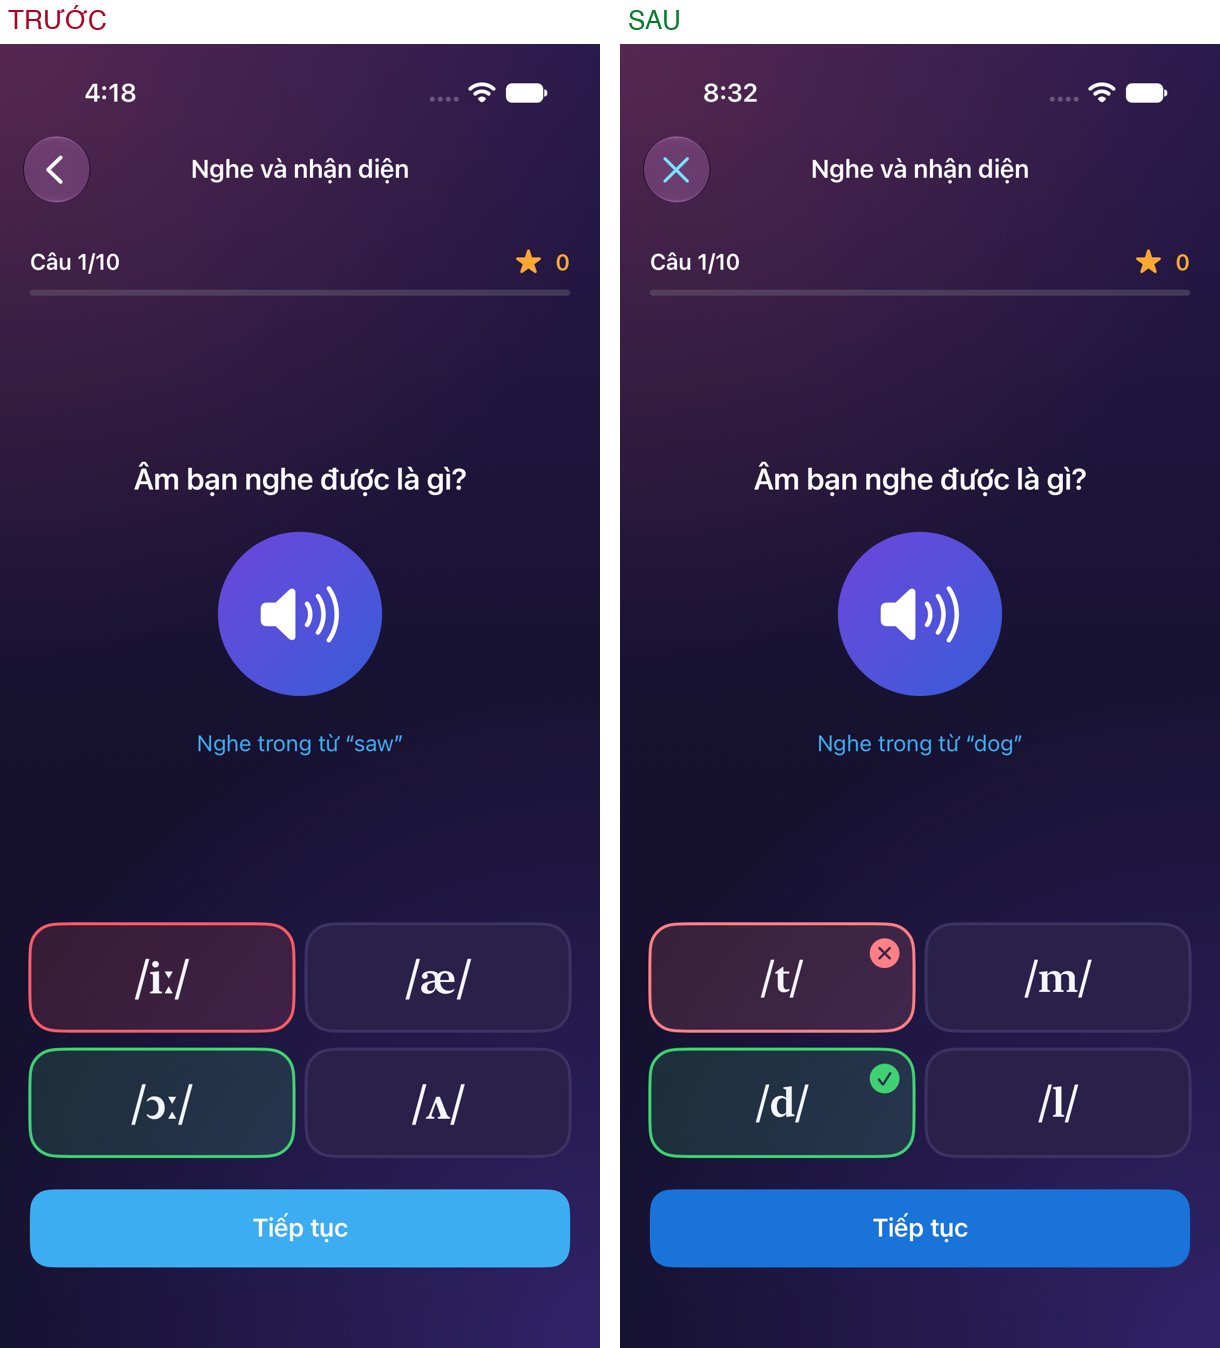 TRƯỚC
4:18
Nghe và nhận diện
Câu 1/10
0
Âm bạn nghe được là gì?
Nghe trong từ “saw”
/iː/
/æ/
/ɔː/
/ʌ/
Tiếp tục
SAU
8:32
Nghe và nhận diện
Câu 1/10
0
Âm bạn nghe được là gì?
Nghe trong từ “dog”
/t/
/m/
/d/
/l/
Tiếp tục